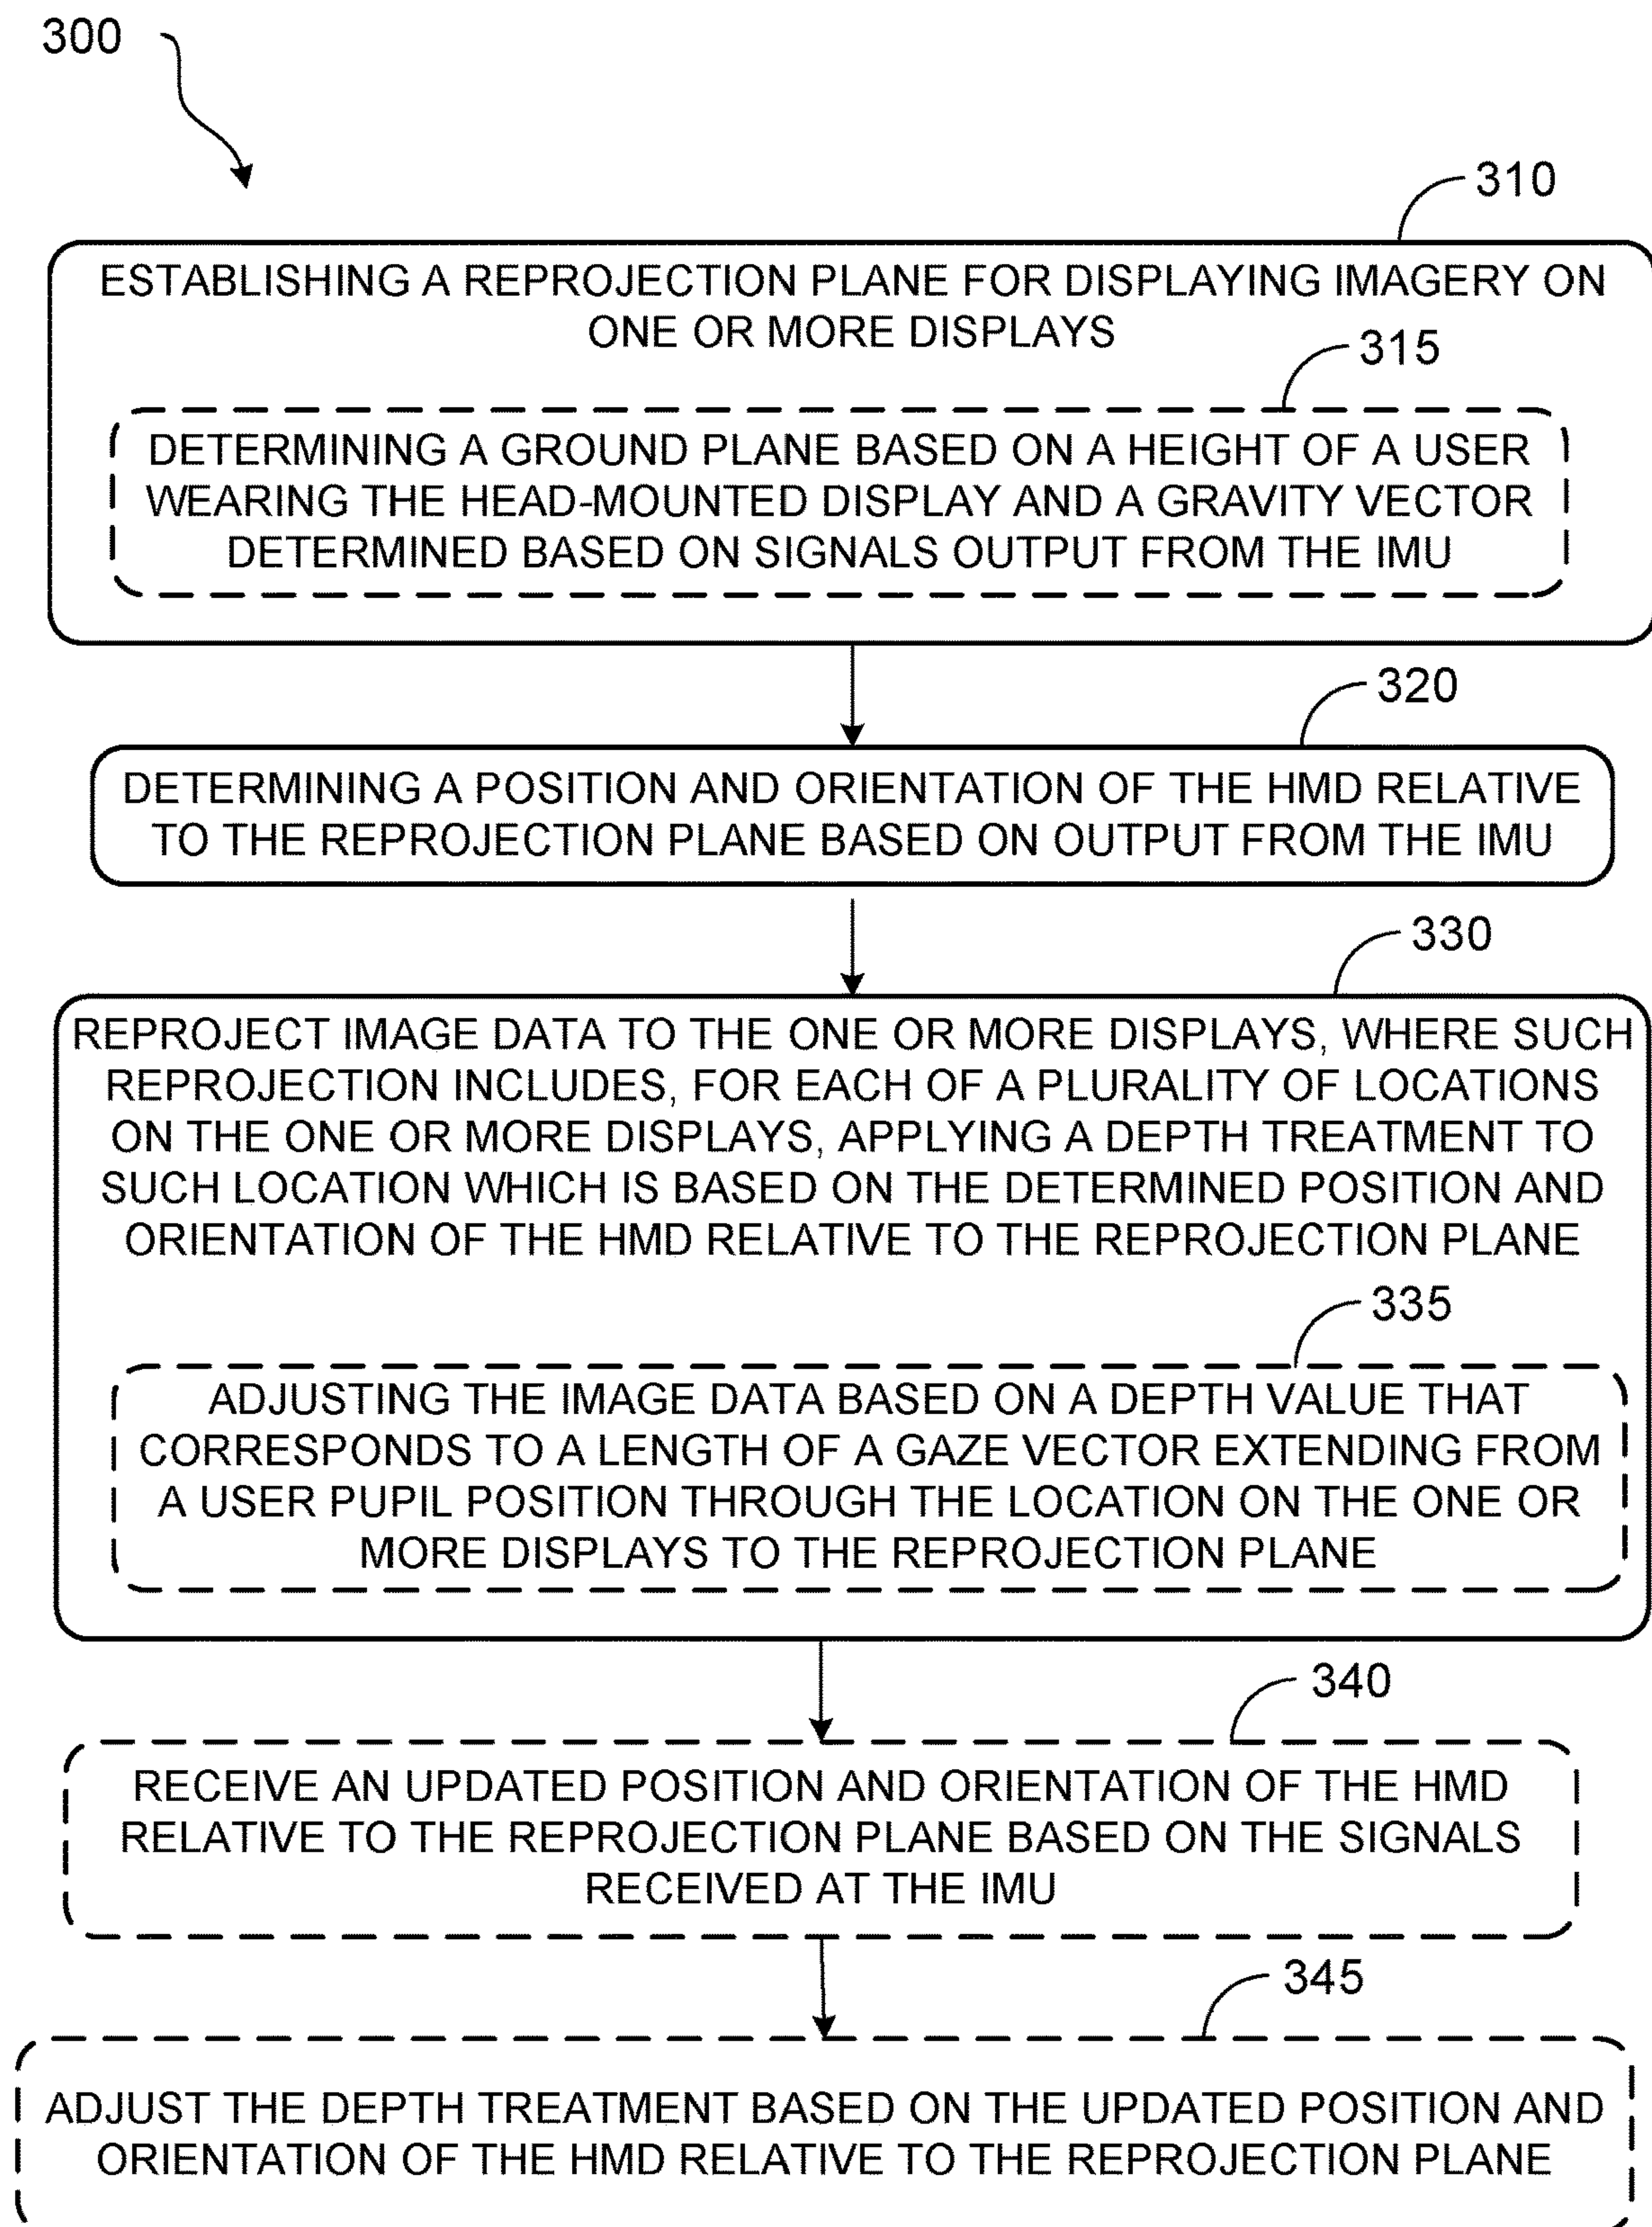 300
310
ESTABLISHING A REPROJECTION PLANE FOR DISPLAYING IMAGERY ON
ONE OR MORE DISPLAYS
315
DETERMINING A GROUND PLANE BASED ON A HEIGHT OF A USER
WEARING THE HEAD-MOUNTED DISPLAY AND A GRAVITY VECTOR
DETERMINED BASED ON SIGNALS OUTPUT FROM THE IMU
320
DETERMINING A POSITION AND ORIENTATION OF THE HMD RELATIVE
TO THE REPROJECTION PLANE BASED ON OUTPUT FROM THE IMU
330
REPROJECT IMAGE DATA TO THE ONE OR MORE DISPLAYS, WHERE SUCH
REPROJECTION INCLUDES, FOR EACH OF A PLURALITY OF LOCATIONS
ON THE ONE OR MORE DISPLAYS, APPLYING A DEPTH TREATMENT TO
SUCH LOCATION WHICH IS BASED ON THE DETERMINED POSITION AND
ORIENTATION OF THE HMD RELATIVE TO THE REPROJECTION PLANE
335
ADJUSTING THE IMAGE DATA BASED ON A DEPTH VALUE THAT
CORRESPONDS TO A LENGTH OF A GAZE VECTOR EXTENDING FROM
A USER PUPIL POSITION THROUGH THE LOCATION ON THE ONE OR
MORE DISPLAYS TO THE REPROJECTION PLANE
340
RECEIVE AN UPDATED POSITION AND ORIENTATION OF THE HMD
RELATIVE TO THE REPROJECTION PLANE BASED ON THE SIGNALS
RECEIVED AT THE IMU
345
ADJUST THE DEPTH TREATMENT BASED ON THE UPDATED POSITION AND
ORIENTATION OF THE HMD RELATIVE TO THE REPROJECTION PLANE